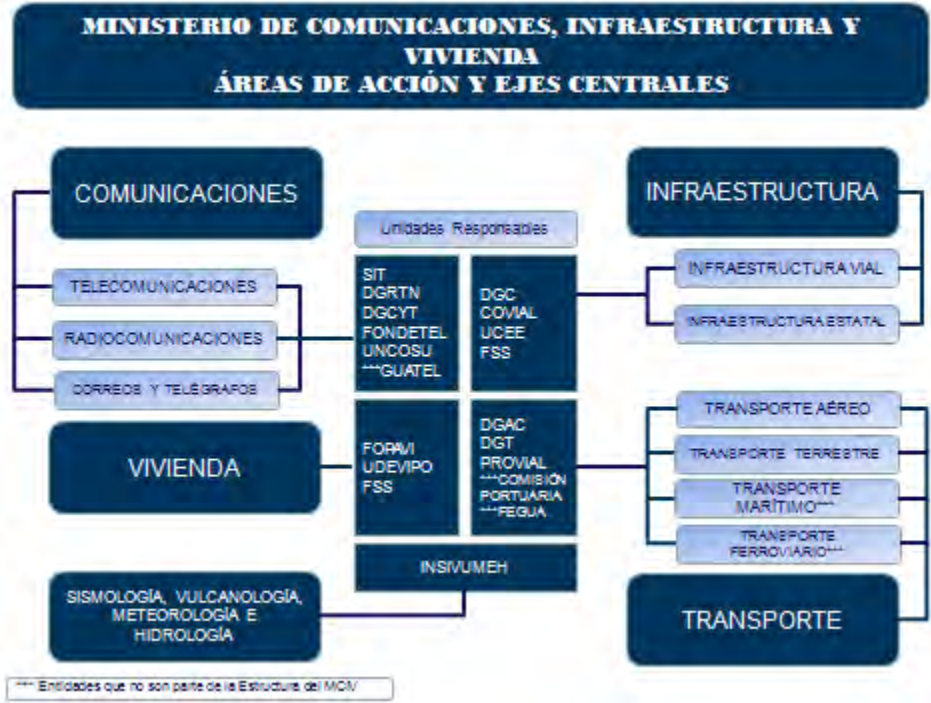 MINISTERIO DE COMUNICACIONES, INFRAESTRUCTURA Y
VIVIENDA
ÁREAS DE ACCIÓN Y EJES CENTRALES
COMUNICACIONES
TELECOMUNICACIONES
RADIOCOMUNICACIONES
CORREOS Y TELÉGRAFOS
VIVIENDA
SISMOLOGÍA, VULCANOLOGÍA,
METEOROLOGÍA E
HIDROLOGÍA
Unidades Responsables
SIT
DGRTN
DGCYT
FONDETEL
UNCOSU
***GUATEL
DGC
COVIAL
UCEE
FSS
FOPAVI
UDEVIPO
FSS
DGAC
DGT
PROVIAL
***COMISIÓN
PORTUARIA
***FEGUA
INSIVUMEH
INFRAESTRUCTURA
INFRAESTRUCTURA VIAL
INFRAESTRUCTURA ESTATAL
TRANSPORTE AÉREO
TRANSPORTE TERRESTRE
TRANSPORTE
MARÍTIMO***
TRANSPORTE
FERROVIARIO***
TRANSPORTE
*** Entidades que no son parte de la Estructura del MCIV